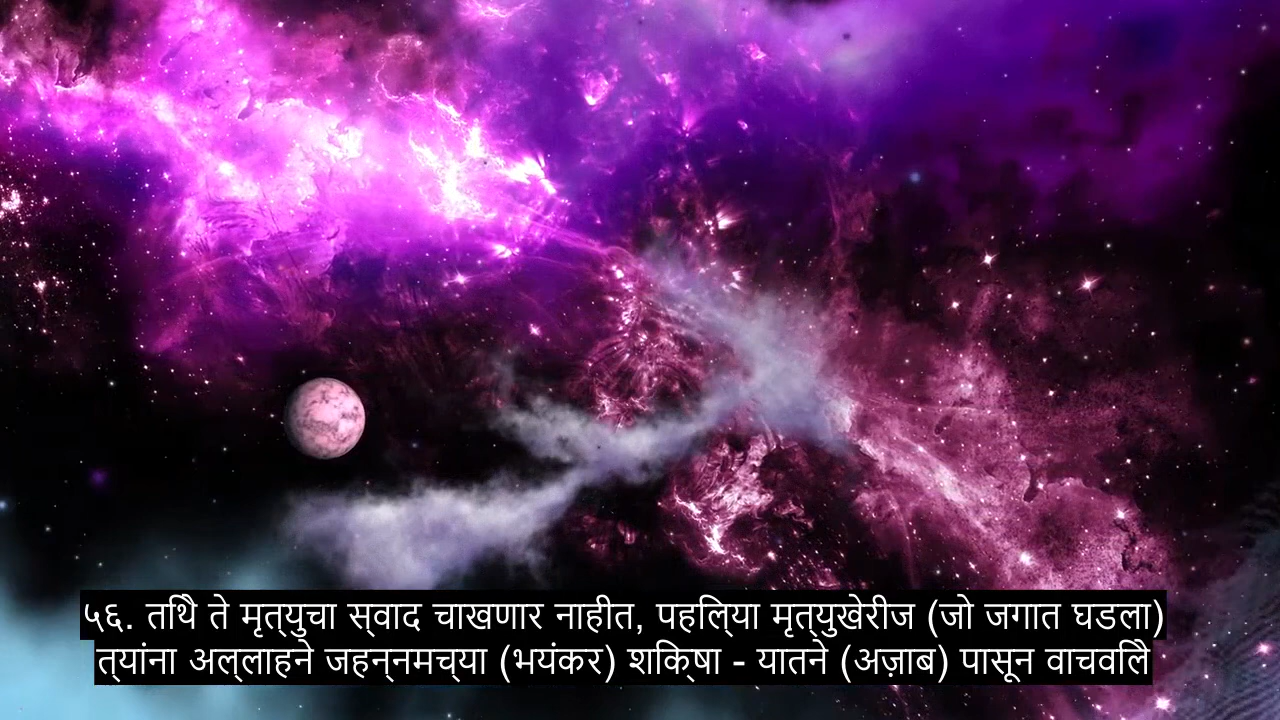 ५६. तिथे ते मृत्युचा स्वाद चाखणार नाहीत, पहिल्या मृत्युखेरीज (जो जगात घडला)
त्यांना अल्लाहने जहन्नमच्या (भयंकर) शिक्षा - यातने (अज़ाब) पासून वाचविले